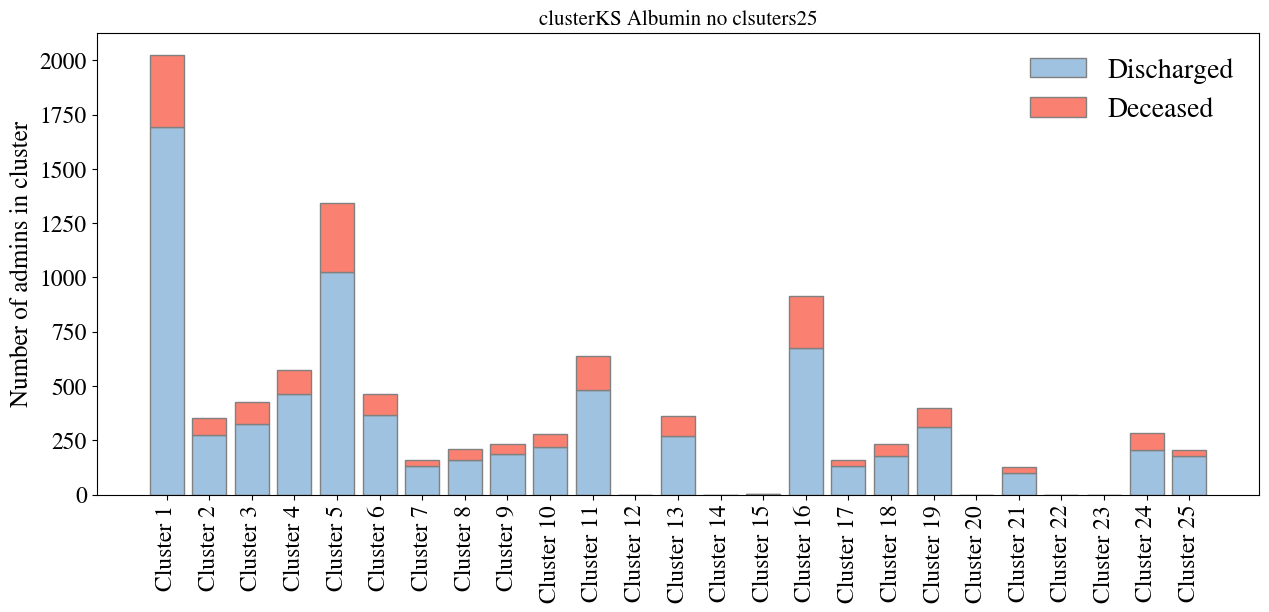 clusterKS Albumin no clsuters25
Number of admins in cluster
2000
1750
1500
1250
1000
750
500
250
0
Discharged
Deceased
Cluster 1
Cluster 2
Cluster 3
Cluster 4
Cluster 5
Cluster 6
Cluster 7
Cluster 8
Cluster 9
Cluster 10
Cluster 11
Cluster 12
Cluster 13
Cluster 14
Cluster 15
Cluster 16
Cluster 17
Cluster 18
Cluster 19
Cluster 20
Cluster 21
Cluster 22
Cluster 23
Cluster 24
Cluster 25